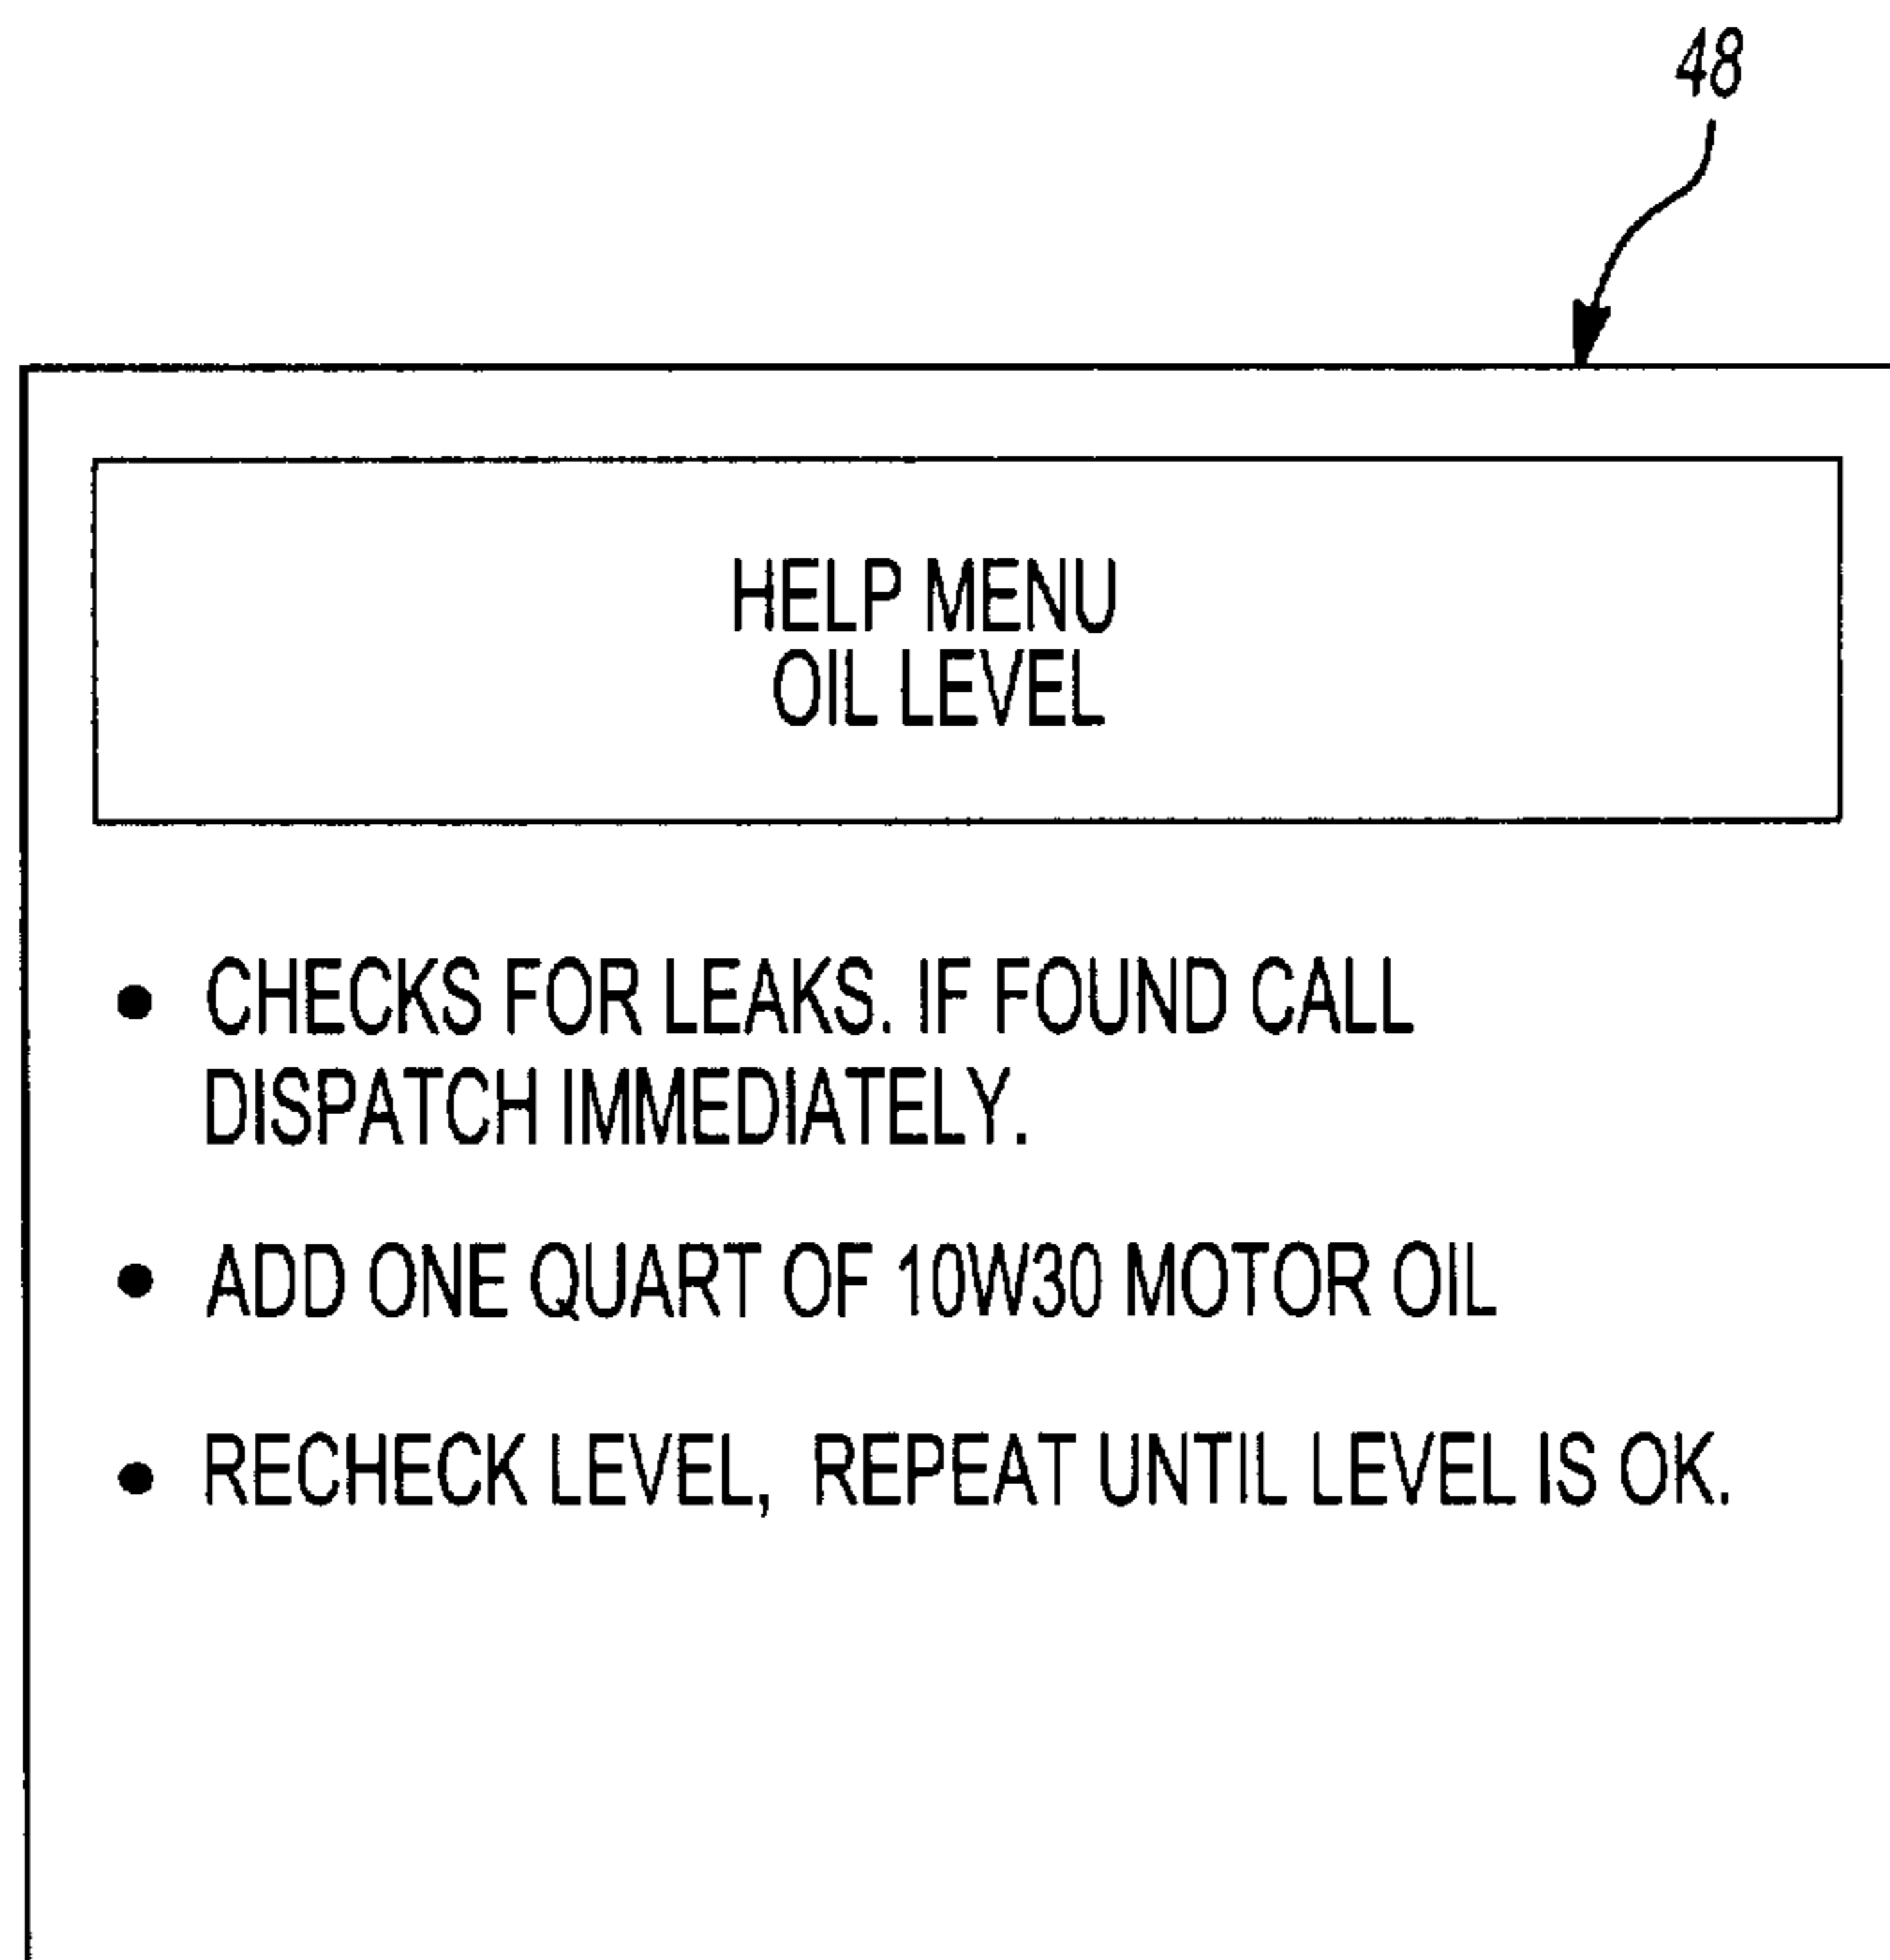 48
HELP MENU
OIL LEVEL
• CHECKS FOR LEAKS. IF FOUND CALL
DISPATCH IMMEDIATELY.
• ADD ONE QUART OF 10W30 MOTOR OIL
• RECHECK LEVEL, REPEAT UNTIL LEVEL IS OK.